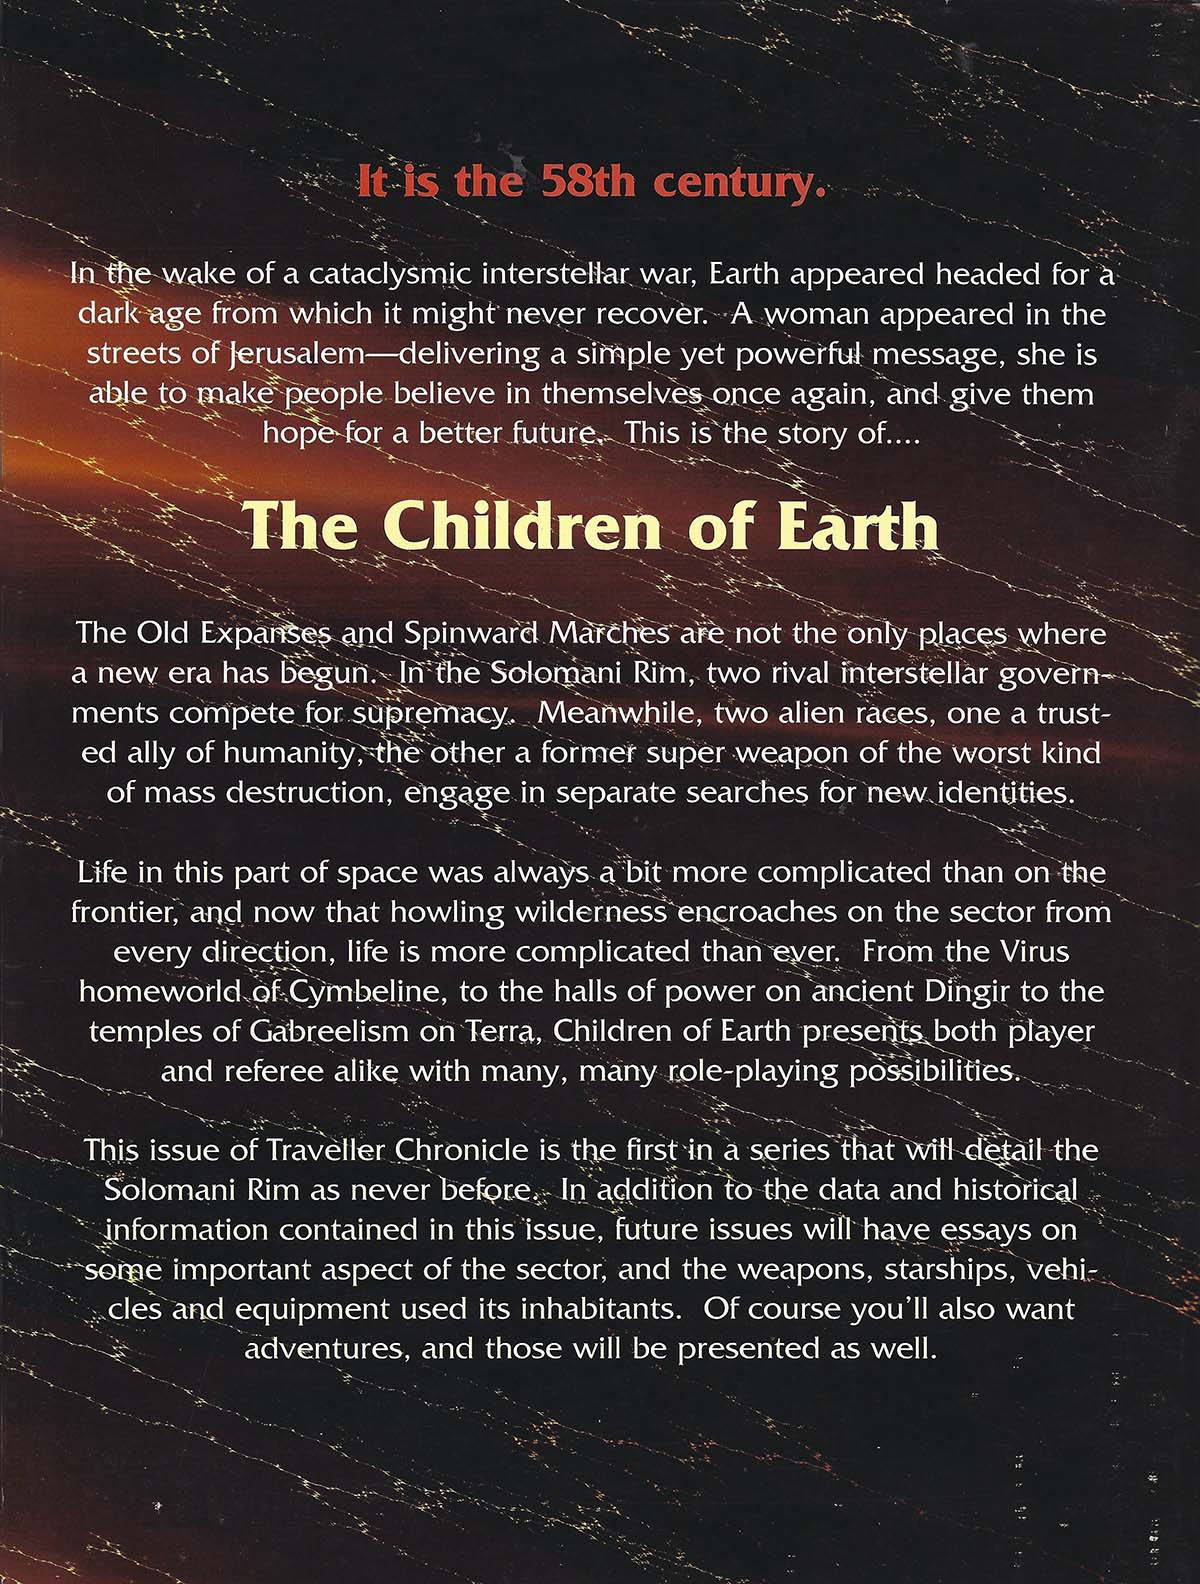 It is the 58th century.
In the wake of a cataclysmic interstellar war, Earth appeared headed for a
dark age from which it might never recover. A woman appeared in the
streets of Jerusalem—delivering a simple yet powerful message, she is
able to make people believe in themselves once again, and give them
hope for a better future. This is the story of....
The Children of Earth
The Old Expanses and Spinward Marches are not the only places where
a new era has begun. In the Solomani Rim, two rival interstellar govern-
ments compete for supremacy. Meanwhile, two alien races, one a trust-
ed ally of humanity, the other a former super weapon of the worst kind
of mass destruction, engage in separate searches for new identities.
Life in this part of space was always a bit more complicated than on the
frontier, and now that howling wilderness encroaches on the sector from
every direction, life is more complicated than ever. From the Virus
homeworld of Cymbeline, to the halls of power on ancient Dingir to the
temples of Gabreelism on Terra, Children of Earth presents both player
and referee alike with many, many role-playing possibilities.
This issue of Traveller Chronicle is the first in a series that will detail the
Solomani Rim as never before. In addition to the data and historical
information contained in this issue, future issues will have essays on
some important aspect of the sector, and the weapons, starships, vehi-
cles and equipment used its inhabitants. Of course you'll also want
adventures, and those will be presented as well.